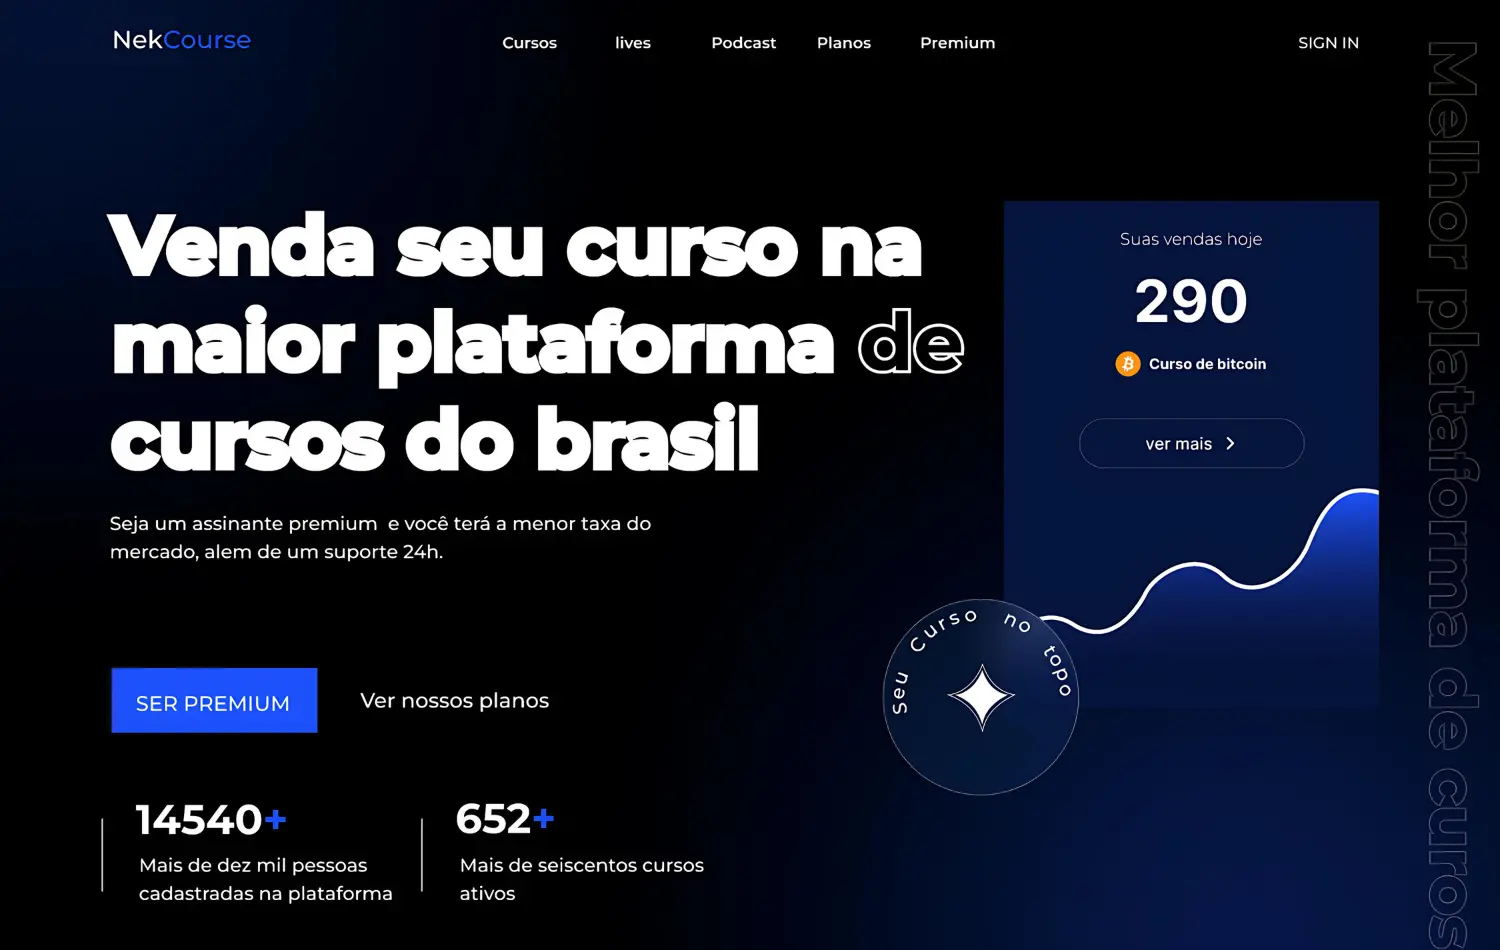 NekCourse
Cursos
lives
Podcast
Planos
Premium
SIGN IN
Venda seu curso na
maior plataforma de
cursos do brasil
Seja um assinante premium e você terá a menor taxa do
mercado, alem de um suporte 24h.
SER PREMIUM
Ver nossos planos
14540+
Mais de dez mil pessoas
cadastradas na plataforma
652+
Mais de seiscentos cursos
ativos
Suas vendas hoje
290
Curso de bitcoin
ver mais
Seu Curso no topo
Melhor plataforma de curos